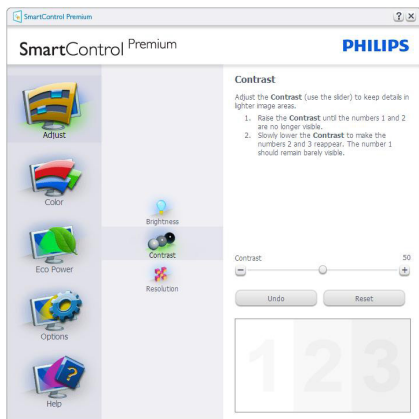 SmartControl Premium
SmartControl Premium
PHILIPS
Adjust
Color
Eco Power
Options
Help
Brightness
Contrast
Resolution
Contrast
Adjust the Contrast (use the slider) to keep details in
lighter image areas.
1. Raise the Contrast until the numbers 1 and 2
are no longer visible.
2. Slowly lower the Contrast to make the
numbers 2 and 3 reappear. The number 1
should remain barely visible.
Contrast 50
Undo Reset
1 2 3